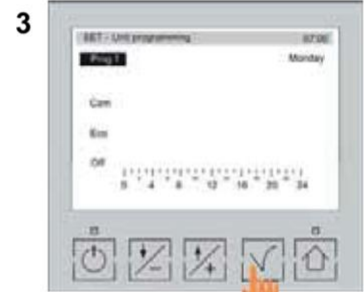 3
SET - Unit programming 07:00
Prog 1 Monday
Com
Eco
Off
0 4 8 12 16 20 24